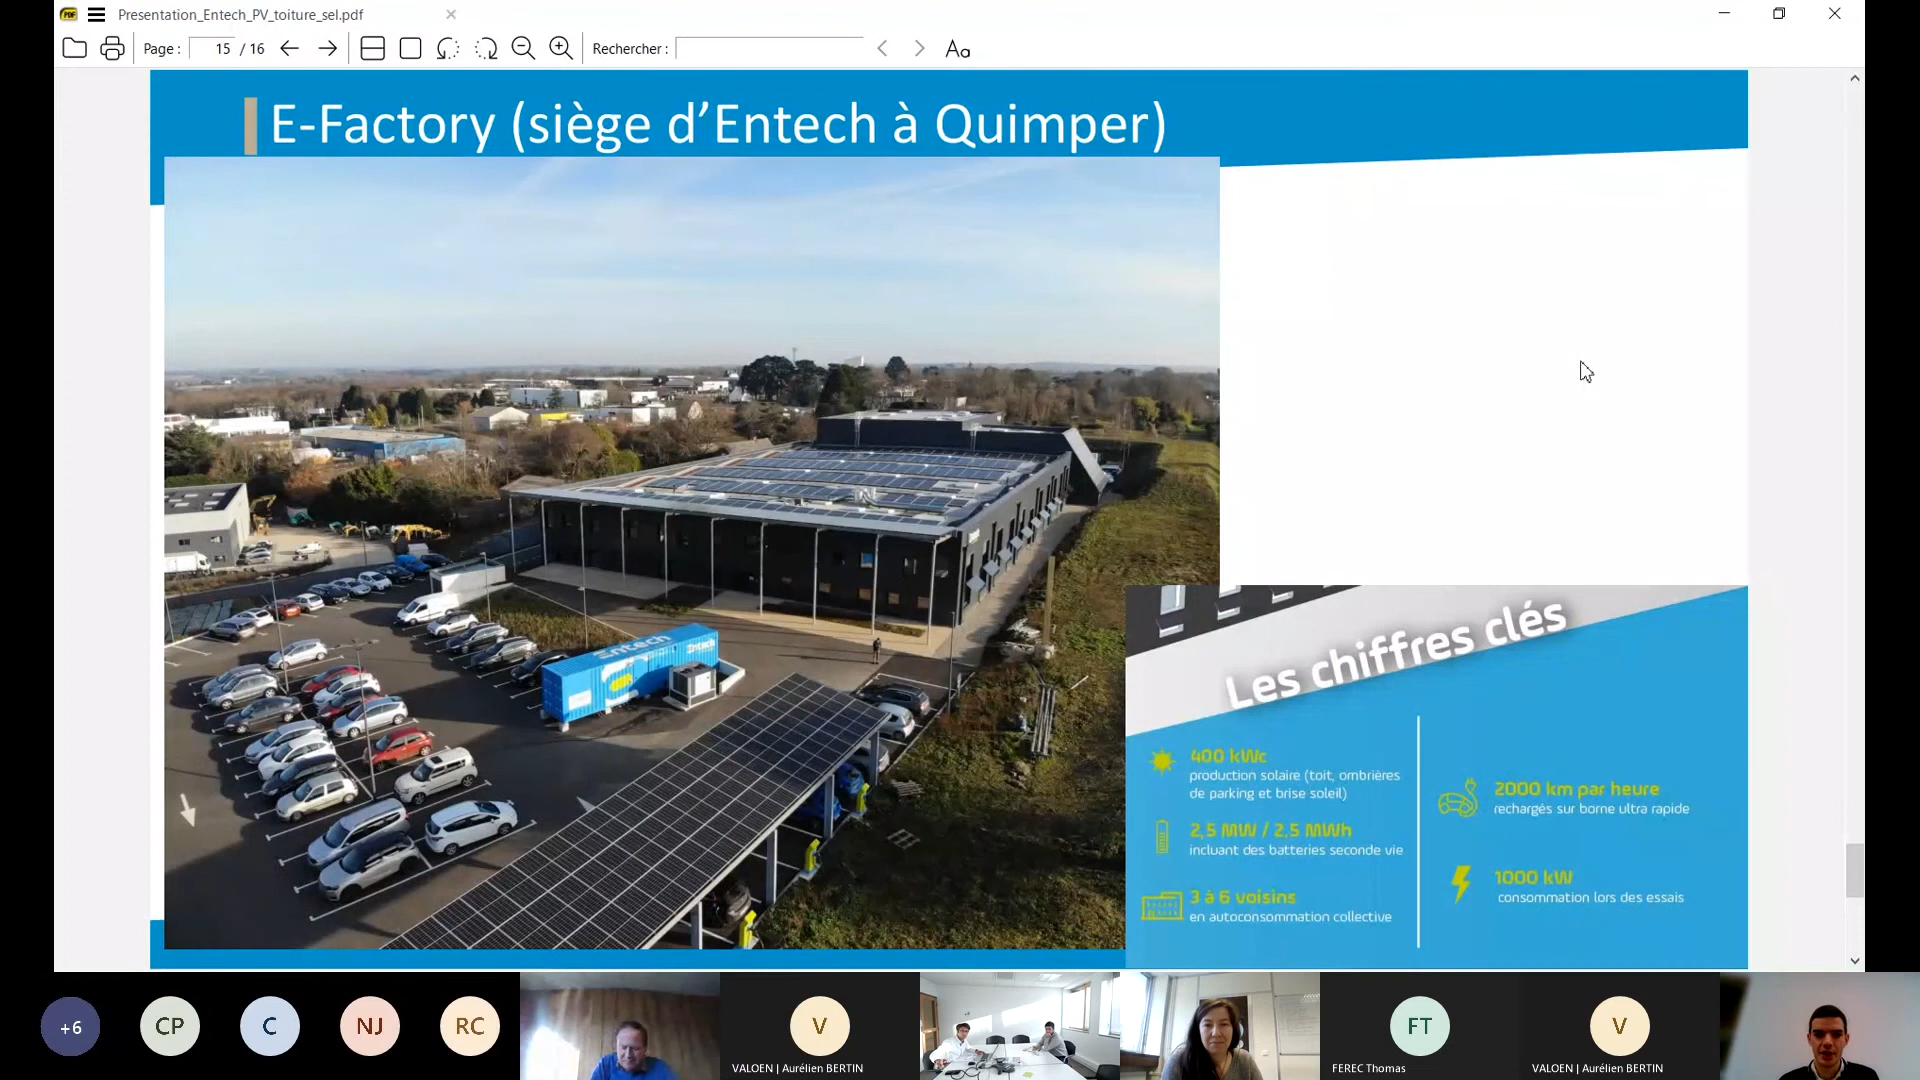 Presentation_Entech_PV_toiture_sel.pdf
Page : 15 / 16
Rechercher :
Aa
E-Factory (siège d’Entech à Quimper)
Entech
Entech
Les chiffres clés
400 kWc
production solaire (toit, ombrières
de parking et brise soleil)
2,5 MW / 2,5 MWh
incluant des batteries seconde vie
3 à 6 voisins
en autoconsommation collective
2000 km par heure
rechargés sur borne ultra rapide
1000 kW
consommation lors des essais
+6
CP
C
NJ
RC
V
VALOEN | Aurélien BERTIN
FT
FEREC Thomas
V
VALOEN | Aurélien BERTIN